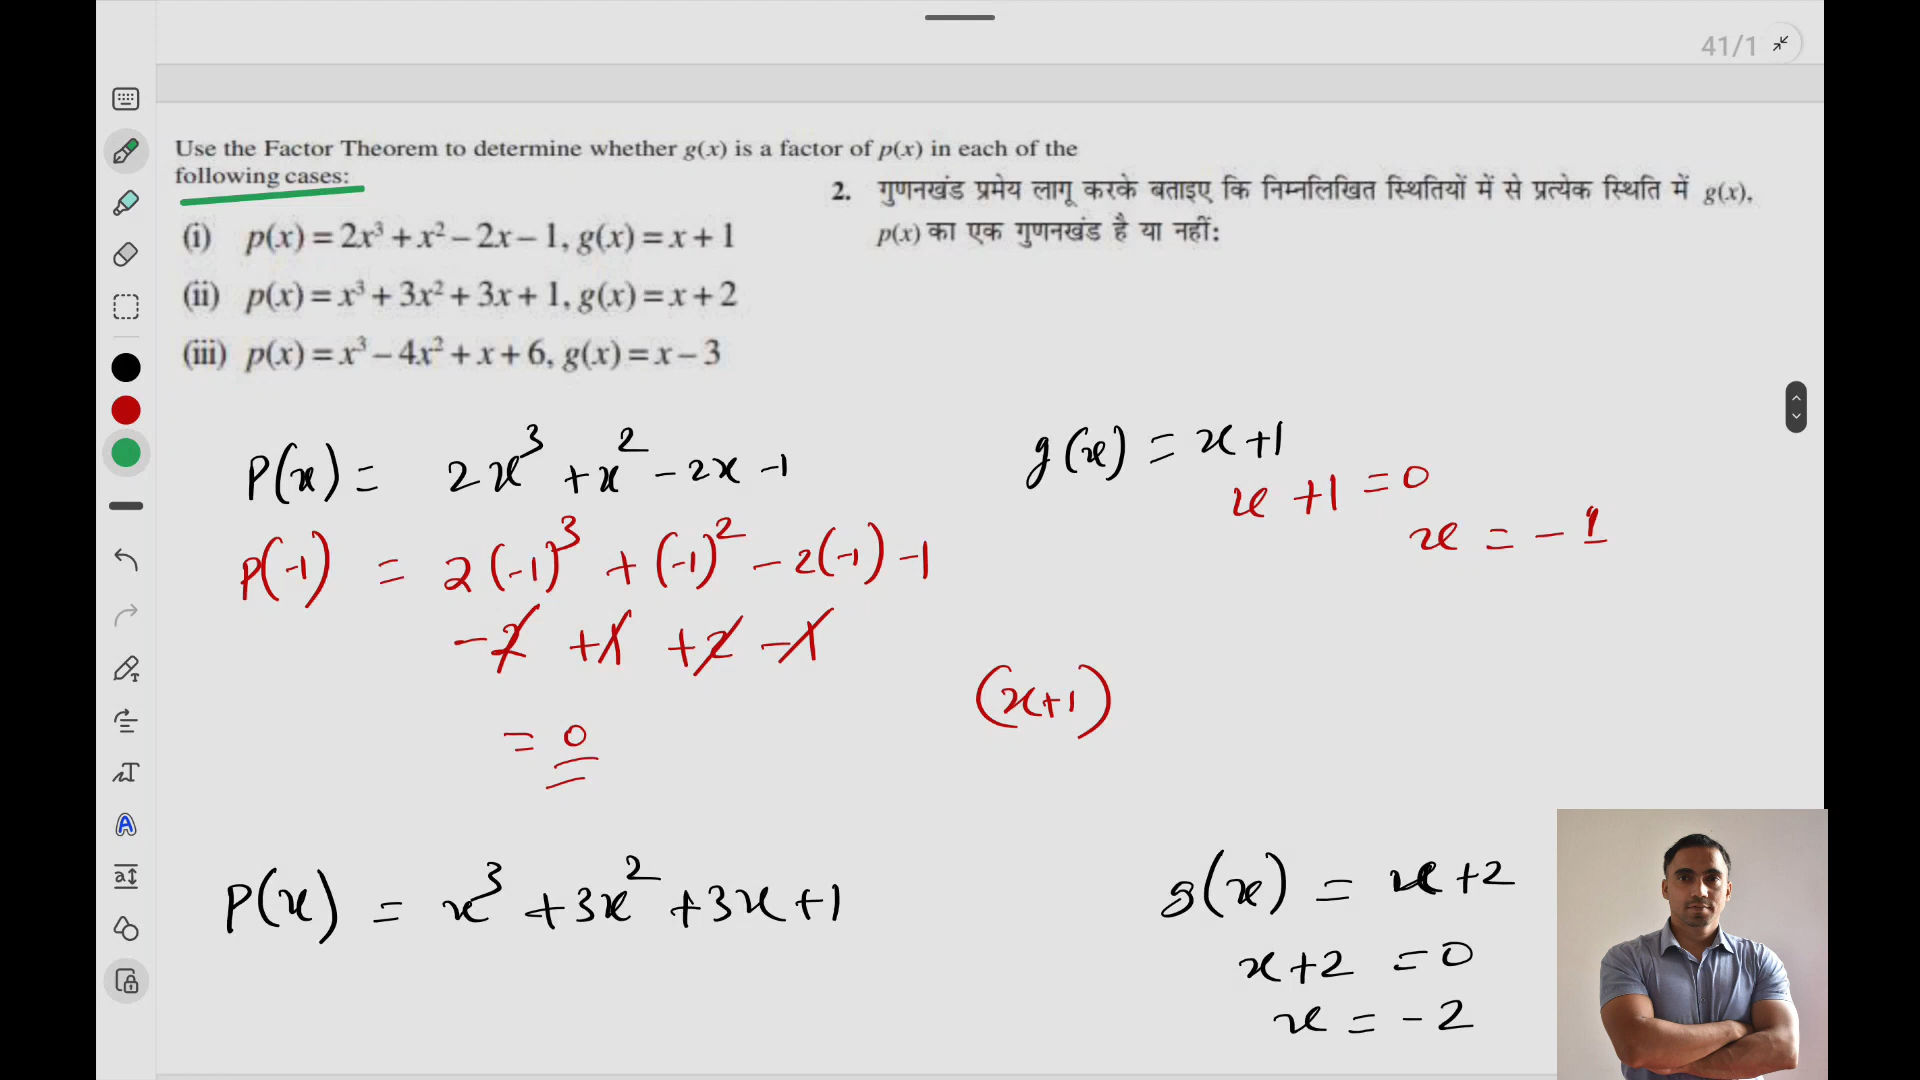 41/1
Use the Factor Theorem to determine whether g(x) is a factor of p(x) in each of the
following cases:
(i) p(x) = 2x³ + x² – 2x – 1, g(x) = x + 1
(ii) p(x) = x³ + 3x² + 3x + 1, g(x) = x + 2
(iii) p(x) = x³ – 4x² + x + 6, g(x) = x – 3
2. गुणनखंड प्रमेय लागू करके बताइए कि निम्नलिखित स्थितियों में से प्रत्येक स्थिति में g(x),
p(x) का एक गुणनखंड है या नहीं:
P(x) = 2x³ + x² - 2x - 1
g(x) = x+1
x + 1 = 0
x = - 1
P(-1) = 2(-1)³ + (-1)² - 2(-1) - 1
-2 +1 +2 -1
= 0
(x+1)
P(x) = x³ + 3x² + 3x + 1
g(x) = x+2
x+2 = 0
x = -2